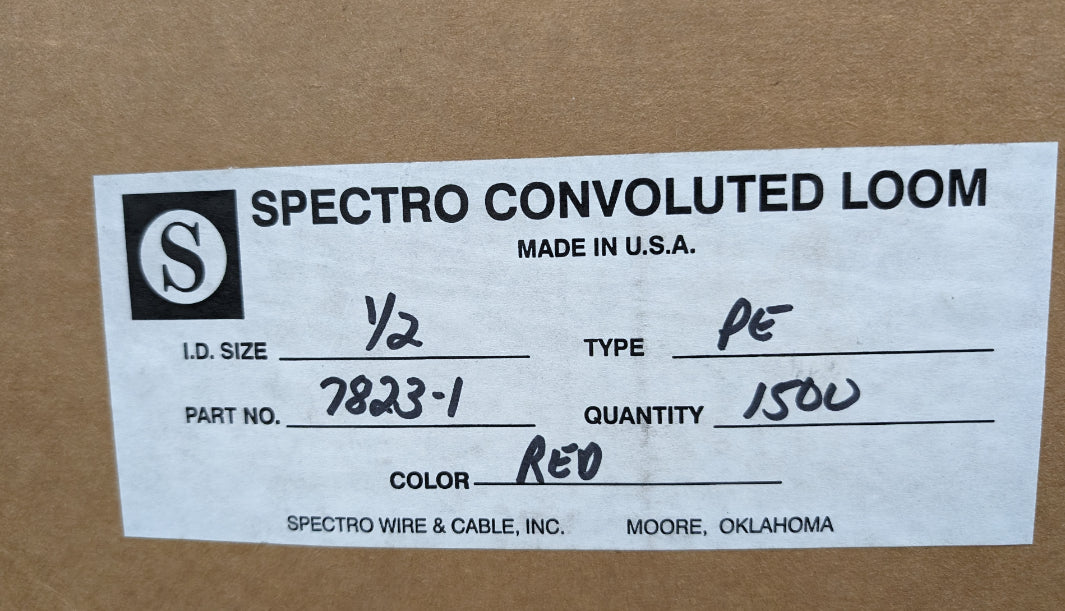 S SPECTRO CONVOLUTED LOOM
MADE IN U.S.A.
I.D. SIZE 1/2 TYPE PE
PART NO. 7823-1 QUANTITY 1500
COLOR RED
SPECTRO WIRE & CABLE, INC. MOORE, OKLAHOMA